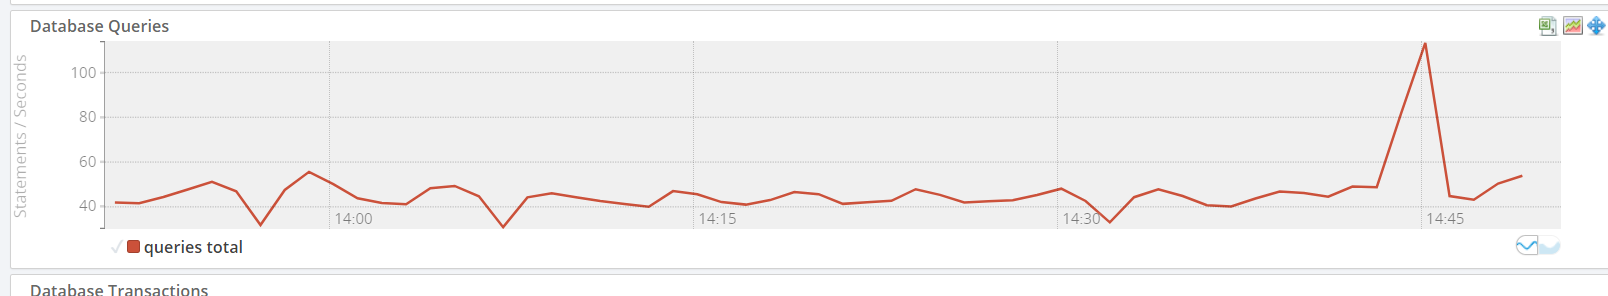 Database Queries
Statements / Seconds
100
80
60
40
14:00
14:15
14:30
14:45
queries total
Database Transactions